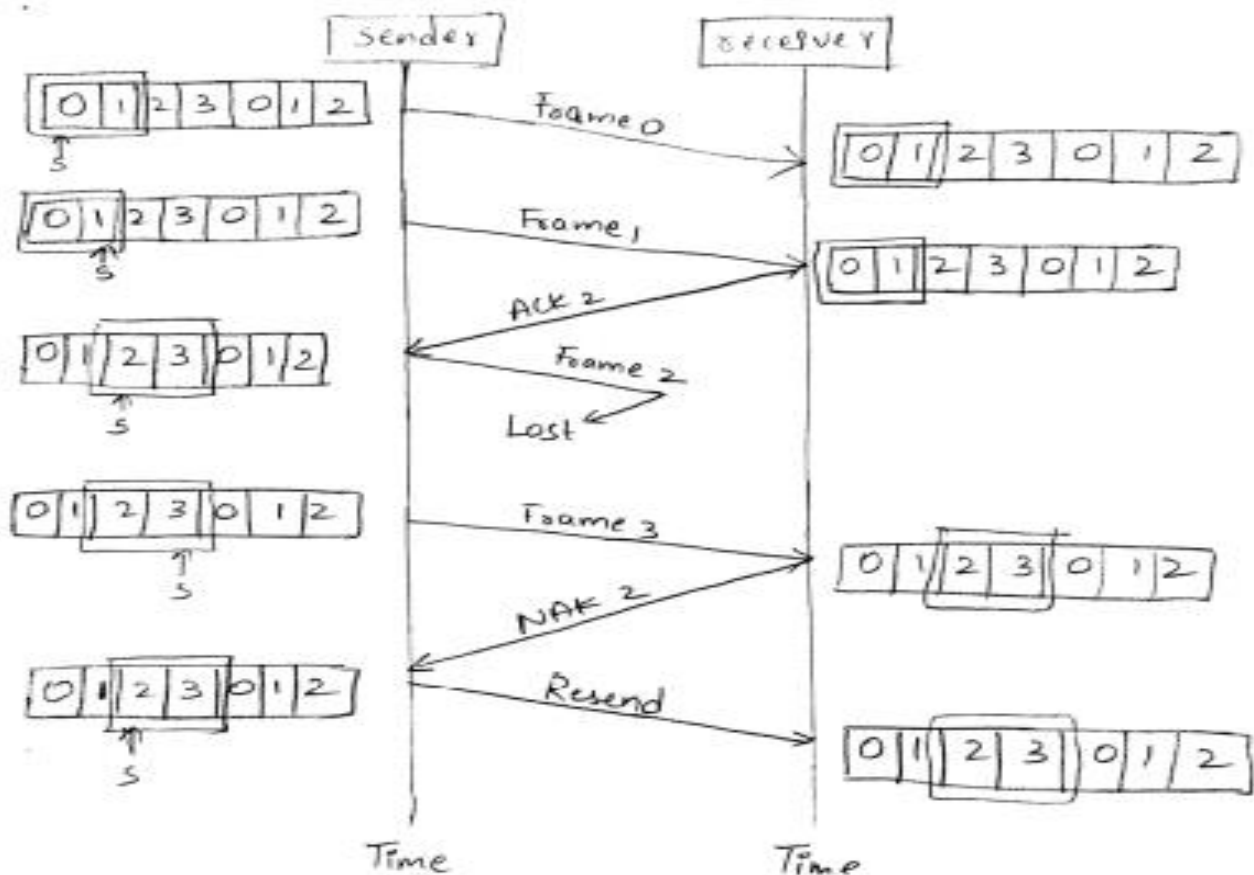 Sender
receiver
0 1 2 3 0 1 2
S
Frame 0
0 1 2 3 0 1 2
0 1 2 3 0 1 2
S
Frame 1
0 1 2 3 0 1 2
ACK 2
0 1 2 3 0 1 2
S
Frame 2
Lost
0 1 2 3 0 1 2
S
Frame 3
0 1 2 3 0 1 2
NAK 2
0 1 2 3 0 1 2
S
Resend
0 1 2 3 0 1 2
Time
Time